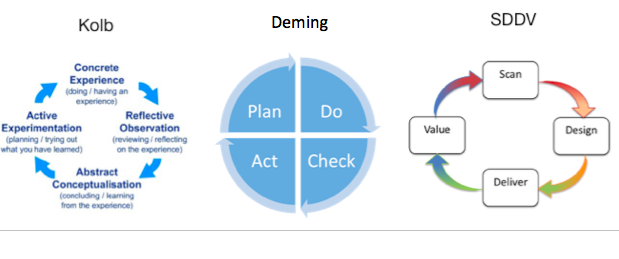 Kolb
Concrete
Experience
(doing / having an
experience)
Active
Experimentation
(planning / trying out
what you have learned)
Reflective
Observation
(reviewing / reflecting
on the experience)
Abstract
Conceptualisation
(concluding / learning
from the experience)
Deming
Plan
Do
Act
Check
SDDV
Scan
Value
Design
Deliver